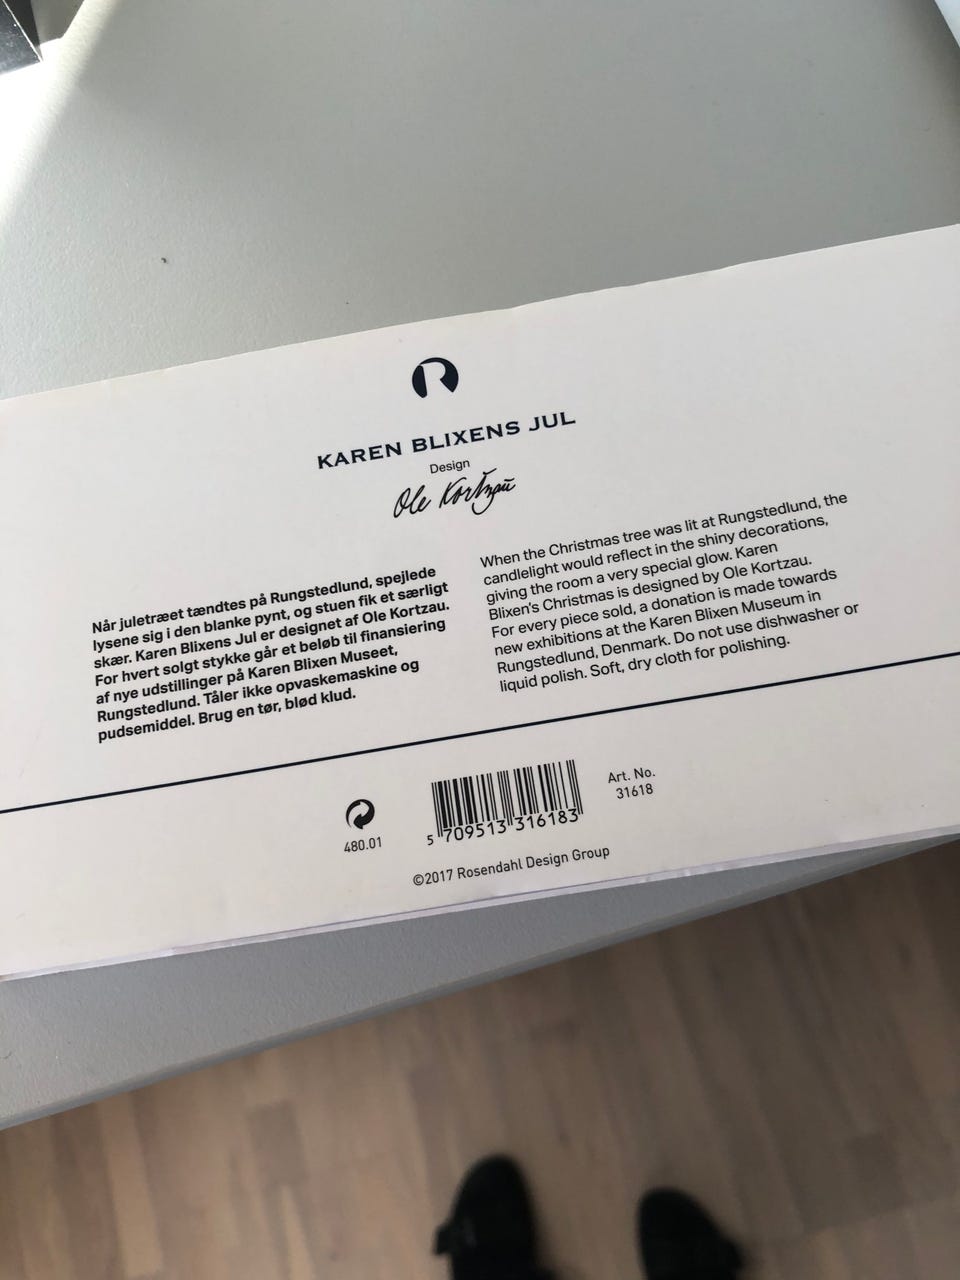 R
KAREN BLIXENS JUL
Design
Ole Kortzau
Når juletræet tændtes på Rungstedlund, spejlede
lysene sig i den blanke pynt, og stuen fik et særligt
skær. Karen Blixens Jul er designet af Ole Kortzau.
For hvert solgt stykke går et beløb til finansiering
af nye udstillinger på Karen Blixen Museet,
Rungstedlund. Tåler ikke opvaskemaskine og
pudsemiddel. Brug en tør, blød klud.
When the Christmas tree was lit at Rungstedlund, the
candlelight would reflect in the shiny decorations,
giving the room a very special glow. Karen
Blixen's Christmas is designed by Ole Kortzau.
For every piece sold, a donation is made towards
new exhibitions at the Karen Blixen Museum in
Rungstedlund, Denmark. Do not use dishwasher or
liquid polish. Soft, dry cloth for polishing.
480.01
5 709513 316183
Art. No.
31618
©2017 Rosendahl Design Group